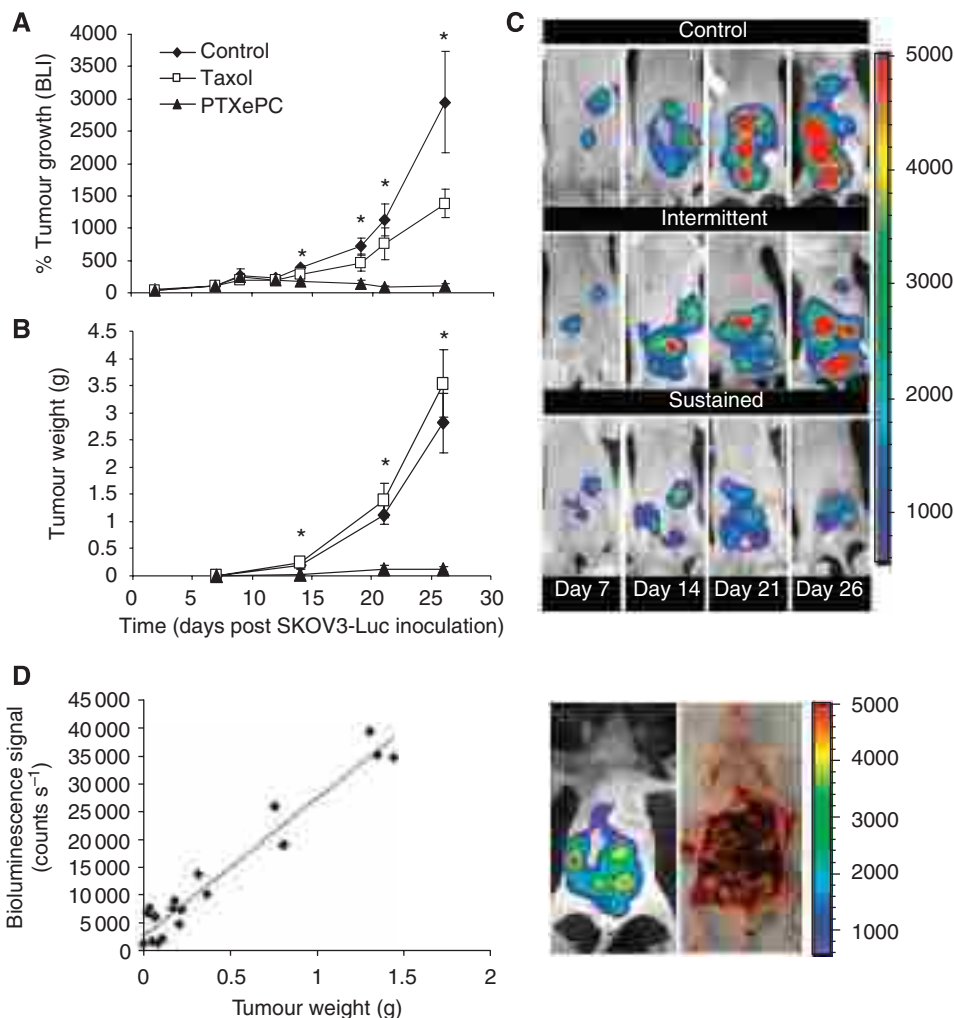 A
% Tumour growth (BLI)
4000
3500
3000
2500
2000
1500
1000
500
0
Control
Taxol
PTXePC
*
*
*
*
B
Tumour weight (g)
4.5
4
3.5
3
2.5
2
1.5
1
0.5
0
*
*
*
0 5 10 15 20 25 30
Time (days post SKOV3-Luc inoculation)
C
Control
Intermittent
Sustained
Day 7 Day 14 Day 21 Day 26
5000
4000
3000
2000
1000
D
Bioluminescence signal
(counts s⁻¹)
45 000
40 000
35 000
30 000
25 000
20 000
15 000
10 000
5 000
0
0 0.5 1 1.5 2
Tumour weight (g)
5000
4000
3000
2000
1000